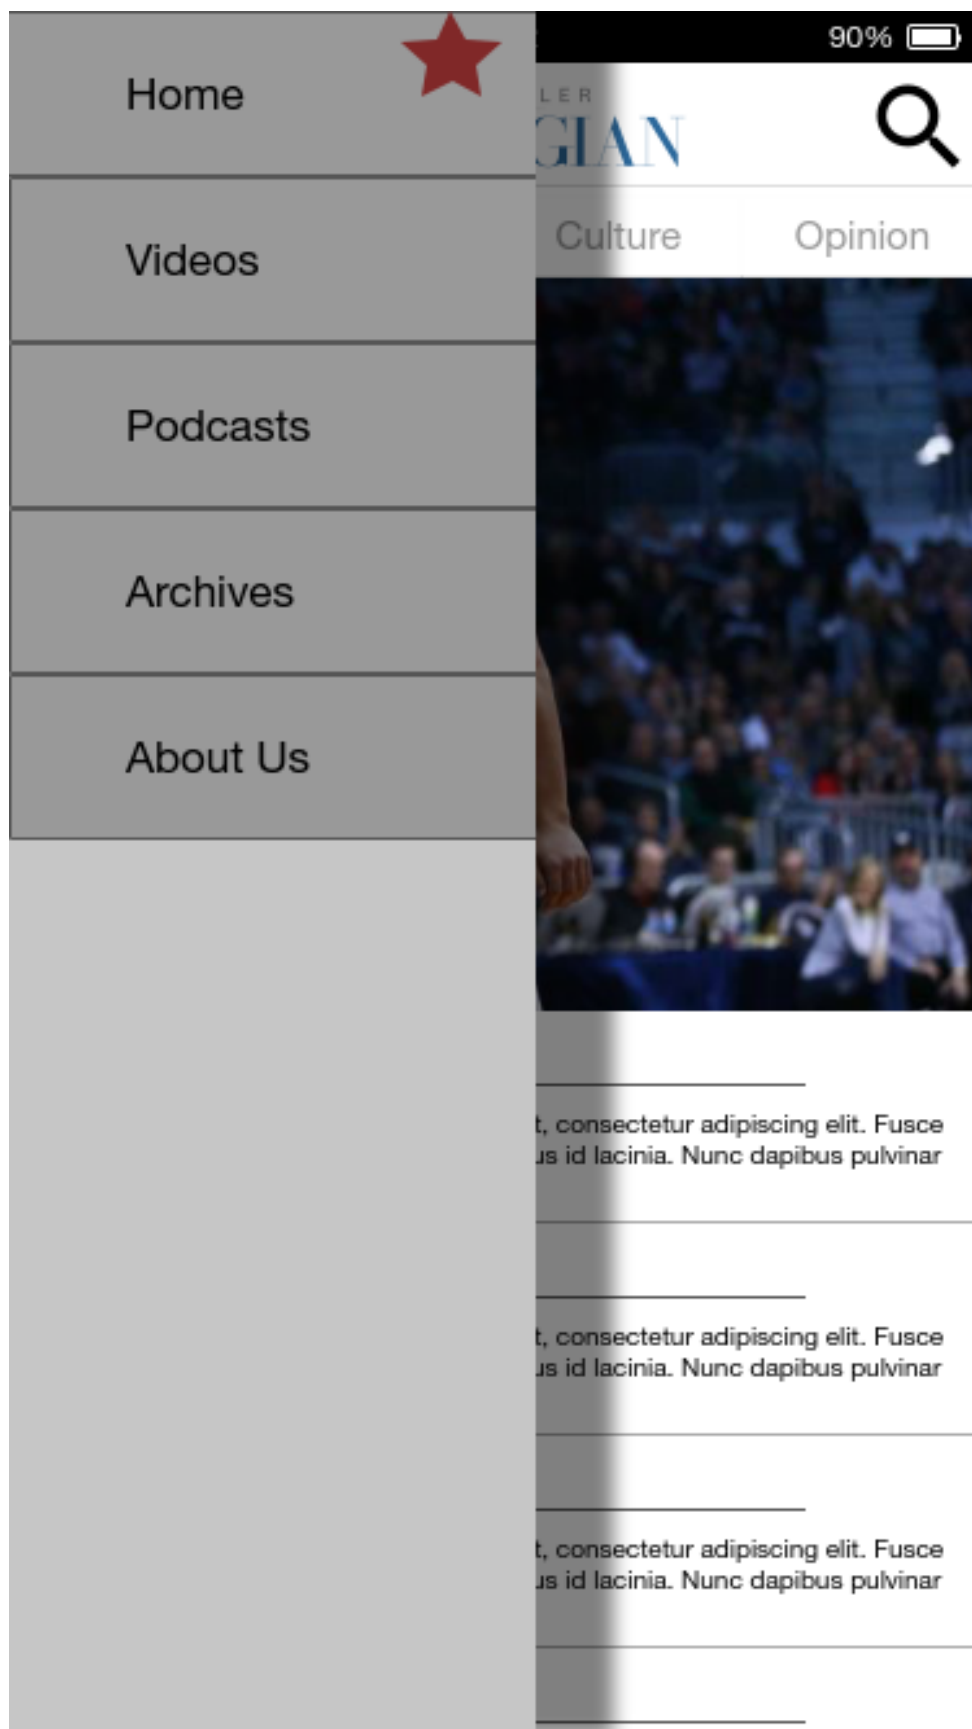 Home
Videos
Podcasts
Archives
About Us
90%
LER
GIAN
Culture
Opinion
t, consectetur adipiscing elit. Fusce
us id lacinia. Nunc dapibus pulvinar
t, consectetur adipiscing elit. Fusce
us id lacinia. Nunc dapibus pulvinar
t, consectetur adipiscing elit. Fusce
us id lacinia. Nunc dapibus pulvinar